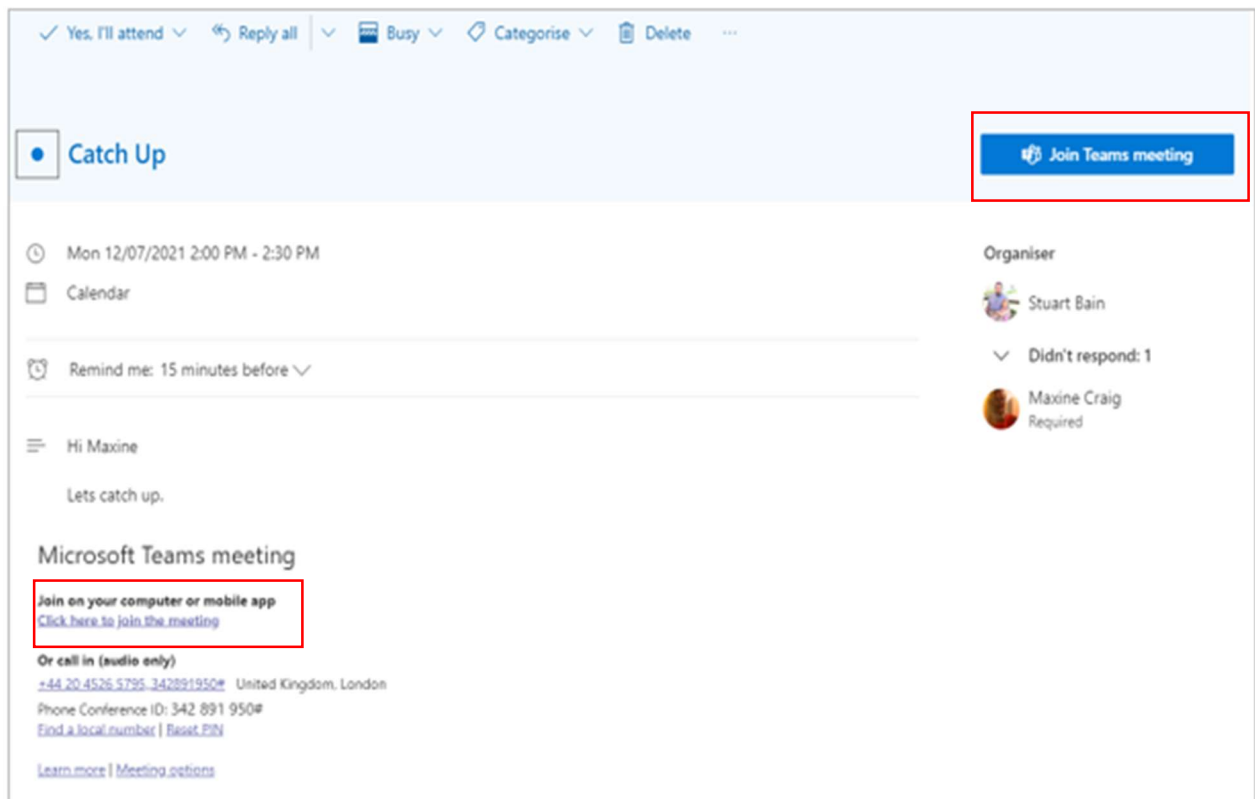 Yes, I'll attend Reply all Busy Categorise Delete ...
Catch Up
Join Teams meeting
Mon 12/07/2021 2:00 PM - 2:30 PM
Calendar
Remind me: 15 minutes before
Hi Maxine
Lets catch up.
Organiser
Stuart Bain
Didn't respond: 1
Maxine Craig
Required
Microsoft Teams meeting
Join on your computer or mobile app
Click here to join the meeting
Or call in (audio only)
+44 20 4526 5795,,342891950# United Kingdom, London
Phone Conference ID: 342 891 950#
Find a local number | Reset PIN
Learn more | Meeting options